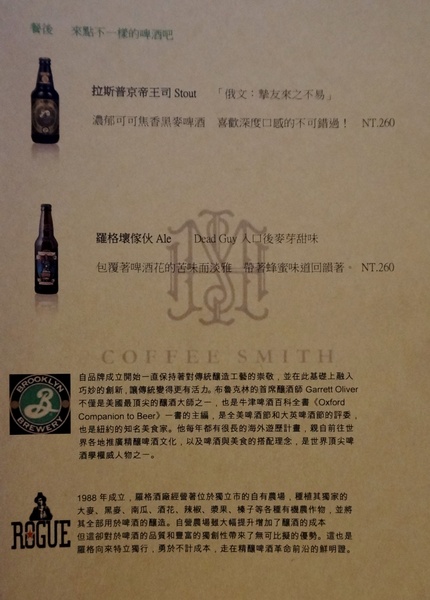 餐後 來點不一樣的啤酒吧
拉斯普京帝王司 Stout 「俄文：摯友來之不易」
濃郁可可焦香黑麥啤酒 喜歡深度口感的不可錯過！ NT.260
羅格壞傢伙 Ale Dead Guy 入口後麥芽甜味
包覆著啤酒花的苦味而淡雅 帶著蜂蜜味道回韻著。 NT.260
COFFEE SMITH
BROOKLYN
B
BREWERY
自品牌成立開始一直保持著對傳統釀造工藝的崇敬，並在此基礎上融入
巧妙的創新，讓傳統變得更有活力。布魯克林的首席釀酒師 Garrett Oliver
不僅是美國最頂尖的釀酒大師之一，也是牛津啤酒百科全書《Oxford
Companion to Beer》一書的主編，是全美啤酒節和大英啤酒節的評委，
也是紐約的知名美食家。他每年都有很長的海外遊歷計畫，親自前往世
界各地推廣精釀啤酒文化，以及啤酒與美食的搭配理念，是世界頂尖啤
酒學權威人物之一。
ROGUE
1988 年成立，羅格酒廠經營著位於獨立市的自有農場，種植其獨家的
大麥、黑麥、南瓜、酒花、辣椒、漿果、榛子等各種有機農作物，並將
其全部用於啤酒的釀造。自營農場雖大幅提升增加了釀酒的成本
但這卻對於啤酒的品質和豐富的獨創性帶來了無可比擬的優勢。這也是
羅格向來特立獨行，勇於不計成本，走在精釀啤酒革命前沿的鮮明證。